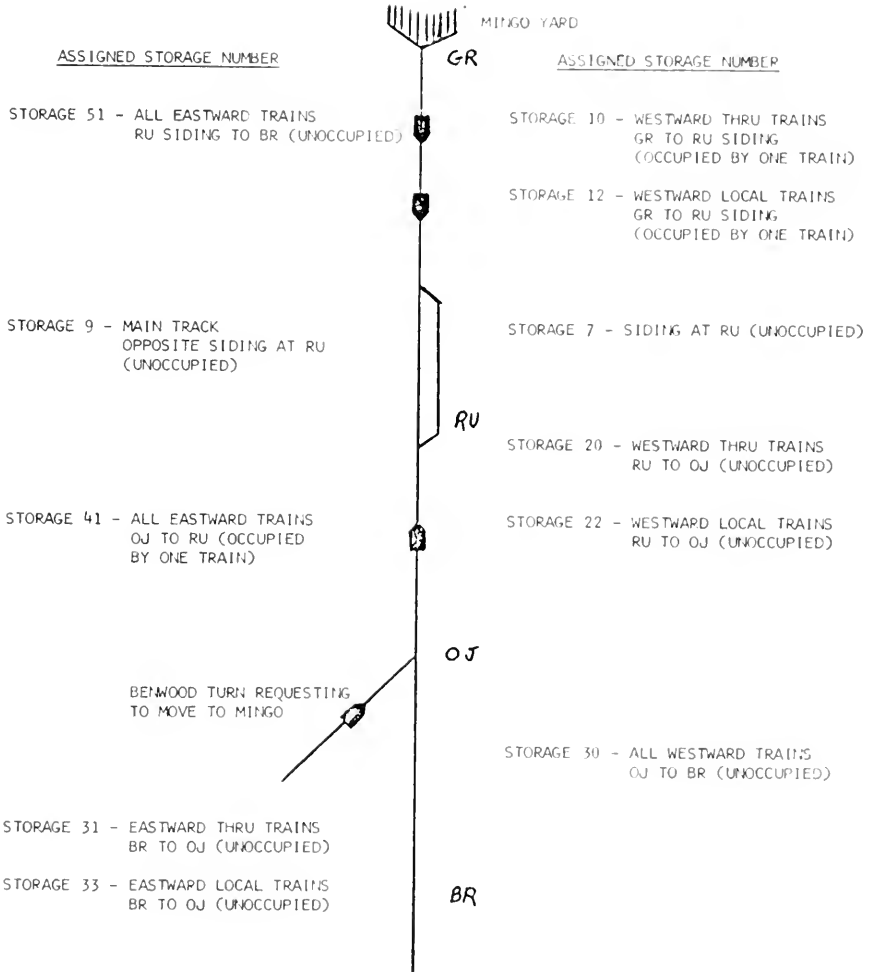 MINGO YARD
GR
ASSIGNED STORAGE NUMBER
STORAGE 51 - ALL EASTWARD TRAINS
RU SIDING TO BR (UNOCCUPIED)
STORAGE 9 - MAIN TRACK
OPPOSITE SIDING AT RU
(UNOCCUPIED)
STORAGE 41 - ALL EASTWARD TRAINS
OJ TO RU (OCCUPIED
BY ONE TRAIN)
BENWOOD TURN REQUESTING
TO MOVE TO MINGO
STORAGE 31 - EASTWARD THRU TRAINS
BR TO OJ (UNOCCUPIED)
STORAGE 33 - EASTWARD LOCAL TRAINS
BR TO OJ (UNOCCUPIED)
RU
OJ
BR
ASSIGNED STORAGE NUMBER
STORAGE 10 - WESTWARD THRU TRAINS
GR TO RU SIDING
(OCCUPIED BY ONE TRAIN)
STORAGE 12 - WESTWARD LOCAL TRAINS
GR TO RU SIDING
(OCCUPIED BY ONE TRAIN)
STORAGE 7 - SIDING AT RU (UNOCCUPIED)
STORAGE 20 - WESTWARD THRU TRAINS
RU TO OJ (UNOCCUPIED)
STORAGE 22 - WESTWARD LOCAL TRAINS
RU TO OJ (UNOCCUPIED)
STORAGE 30 - ALL WESTWARD TRAINS
OJ TO BR (UNOCCUPIED)